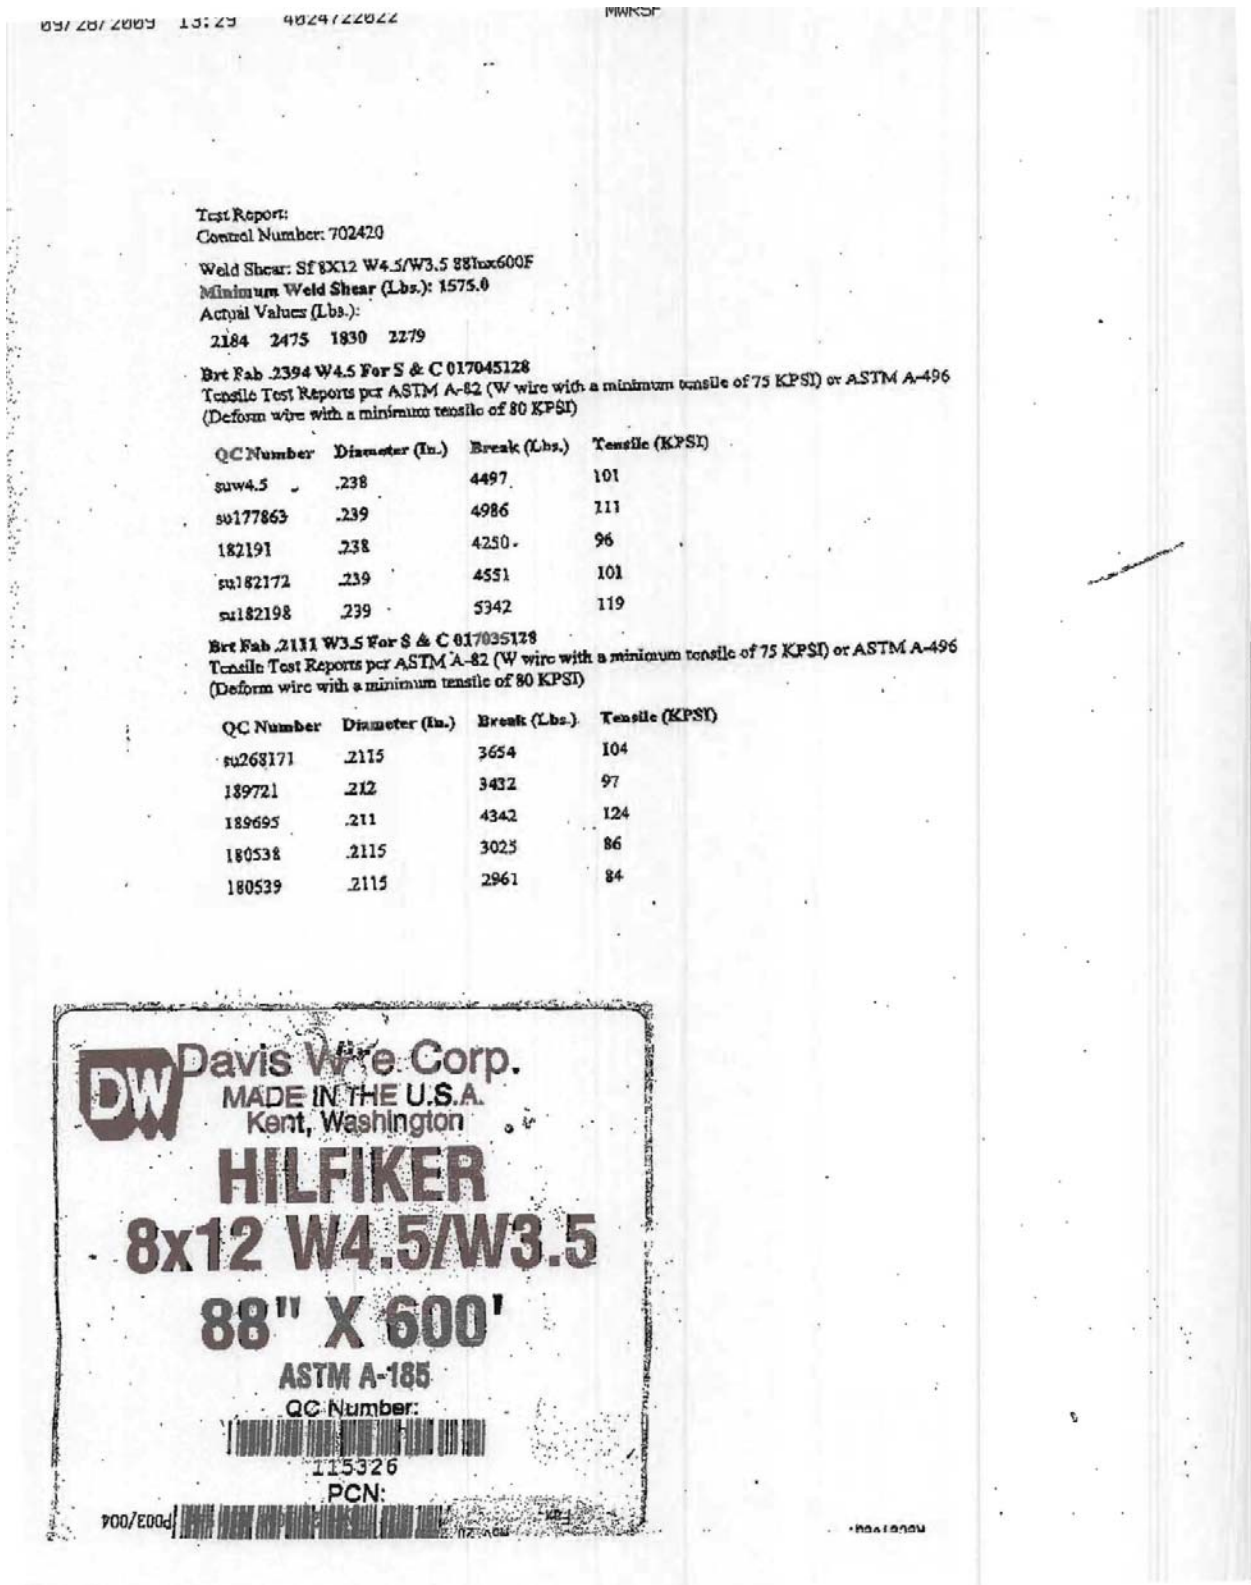 09/28/2009 13:29 4024722022 MWRSF
Test Report:
Control Number: 702420
Weld Shear: Sf 8X12 W4.5/W3.5 88Inx600F
Minimum Weld Shear (Lbs.): 1575.0
Actual Values (Lbs.):
2184 2475 1830 2279
Brt Fab .2394 W4.5 For S & C 017045128
Tensile Test Reports per ASTM A-82 (W wire with a minimum tensile of 75 KPSI) or ASTM A-496
(Deform wire with a minimum tensile of 80 KPSI)
QC Number Diameter (In.) Break (Lbs.) Tensile (KPSI)
suw4.5 .238 4497 101
su177863 .239 4986 111
182191 .238 4250 96
su182172 .239 4551 101
su182198 .239 5342 119
Brt Fab .2111 W3.5 For S & C 017035128
Tensile Test Reports per ASTM A-82 (W wire with a minimum tensile of 75 KPSI) or ASTM A-496
(Deform wire with a minimum tensile of 80 KPSI)
QC Number Diameter (In.) Break (Lbs.) Tensile (KPSI)
su268171 .2115 3654 104
189721 .212 3432 97
189695 .211 4342 124
180538 .2115 3025 86
180539 .2115 2961 84
DW Davis Wire Corp.
MADE IN THE U.S.A.
Kent, Washington
HILFIKER
8x12 W4.5/W3.5
88" X 600'
ASTM A-185
QC Number:
115326
PCN:
P003/004